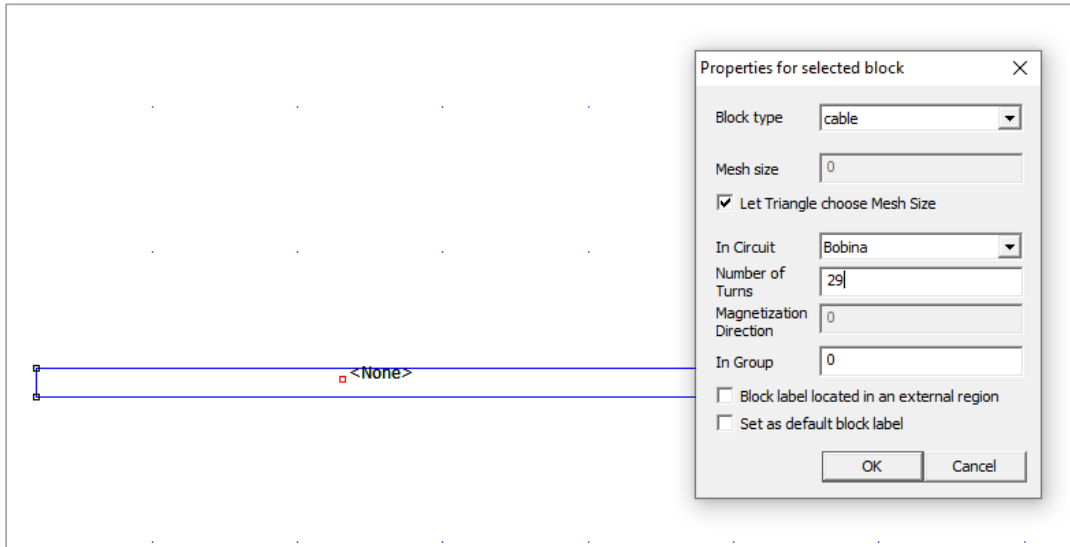 Properties for selected block
Block type cable
Mesh size 0
Let Triangle choose Mesh Size
In Circuit Bobina
Number of
Turns 29
Magnetization
Direction 0
In Group 0
Block label located in an external region
Set as default block label
OK Cancel
<None>